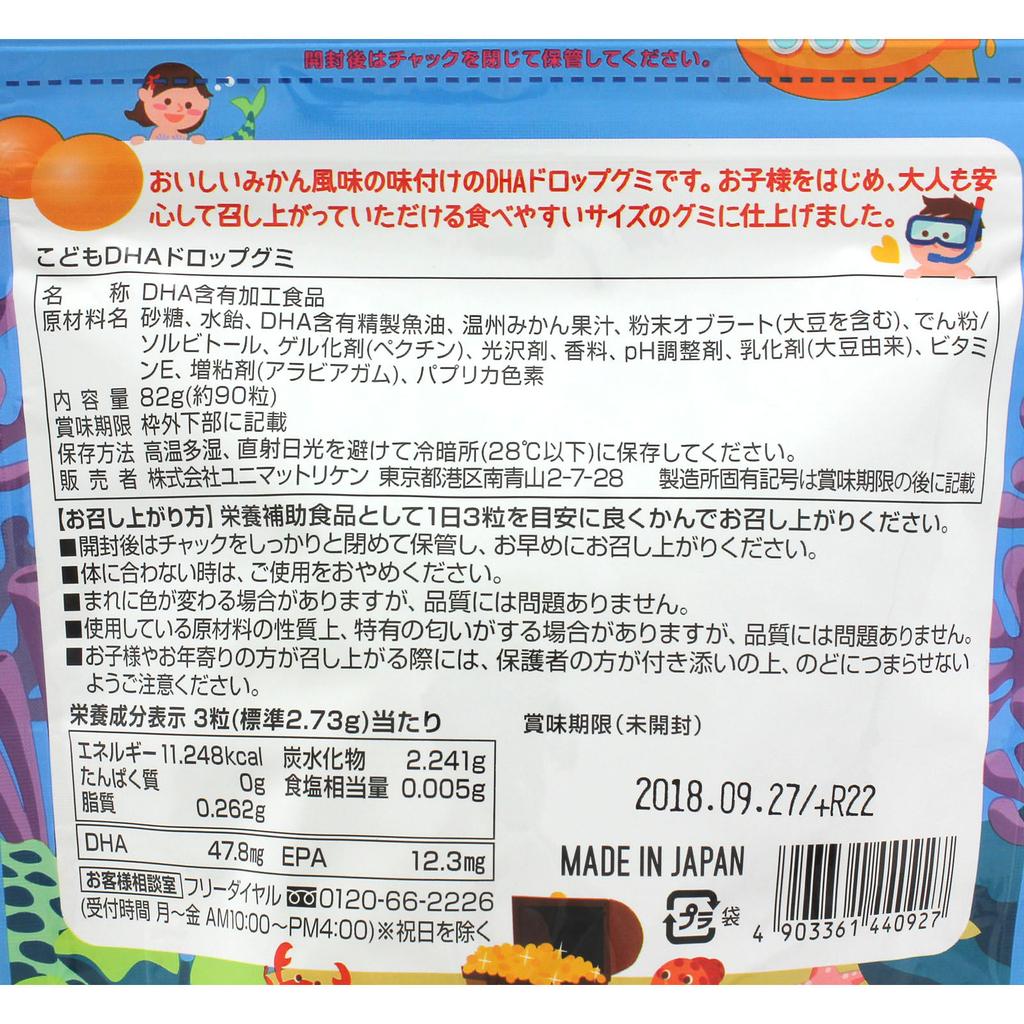 開封後はチャックを閉じて保管してください。
おいしいみかん風味の味付けのDHAドロップグミです。お子様をはじめ、大人も安
心して召し上がっていただける食べやすいサイズのグミに仕上げました。
こどもDHAドロップグミ
名 称 DHA含有加工食品
原材料名 砂糖、水飴、DHA含有精製魚油、温州みかん果汁、粉末オブラート(大豆を含む)、でん粉/
ソルビトール、ゲル化剤(ペクチン)、光沢剤、香料、pH調整剤、乳化剤(大豆由来)、ビタミ
ンE、増粘剤(アラビアガム)、パプリカ色素
内 容 量 82g(約90粒)
賞味期限 枠外下部に記載
保存方法 高温多湿、直射日光を避けて冷暗所(28℃以下)に保存してください。
販 売 者 株式会社ユニマットリケン 東京都港区南青山2-7-28 製造所固有記号は賞味期限の後に記載
【お召し上がり方】栄養補助食品として1日3粒を目安に良くかんでお召し上がりください。
■開封後はチャックをしっかりと閉めて保管し、お早めにお召し上がりください。
■体に合わない時は、ご使用をおやめください。
■まれに色が変わる場合がありますが、品質には問題ありません。
■使用している原材料の性質上、特有の匂いがする場合がありますが、品質には問題ありません。
■お子様やお年寄りの方が召し上がる際には、保護者の方が付き添いの上、のどにつまらせない
ようご注意ください。
栄養成分表示 3粒(標準2.73g)当たり
エネルギー 11.248kcal 炭水化物 2.241g
たんぱく質 0g 食塩相当量 0.005g
脂質 0.262g
DHA 47.8mg EPA 12.3mg
お客様相談室 フリーダイヤル 0120-66-2226
(受付時間 月〜金 AM10:00〜PM4:00)※祝日を除く
賞味期限(未開封)
2018.09.27/+R22
MADE IN JAPAN
プラ 袋
4 903361 440927